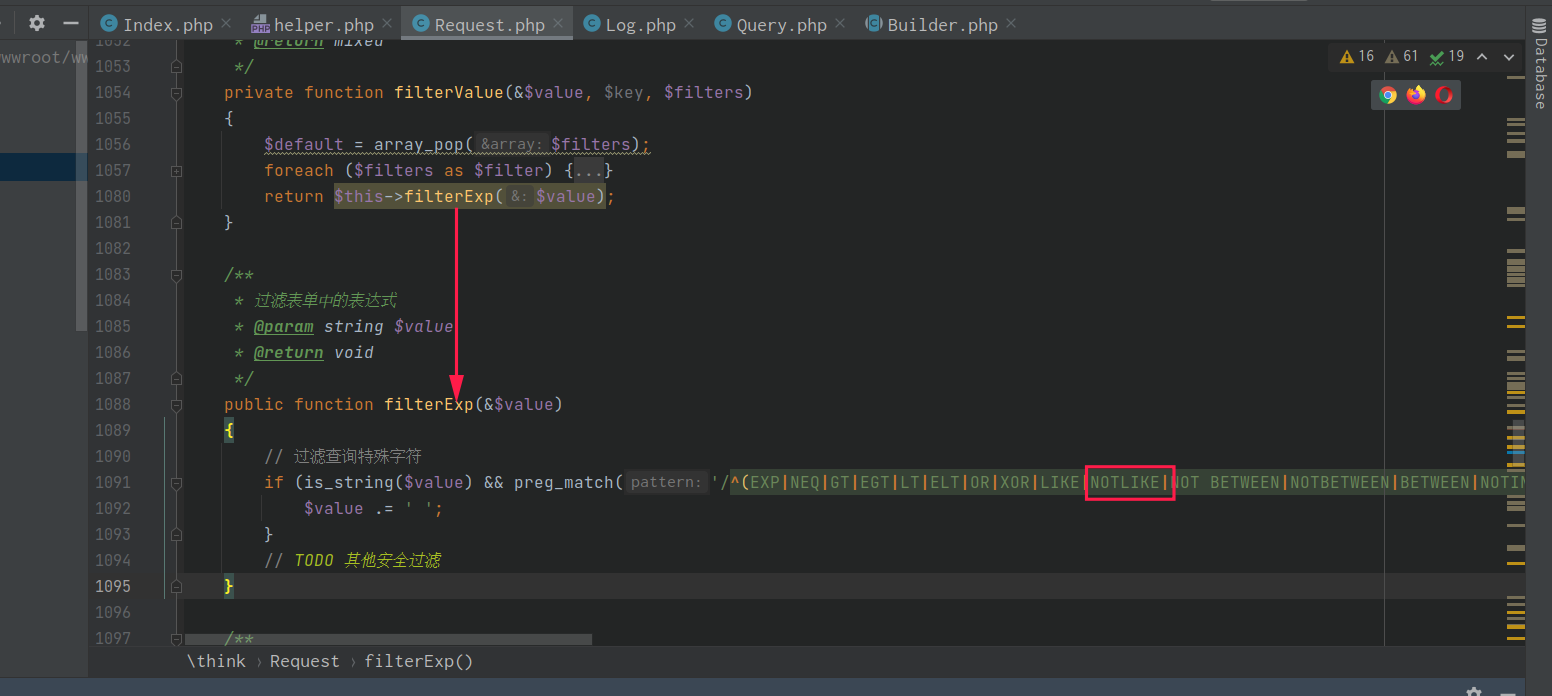 Index.php helper.php Request.php Log.php Query.php Builder.php
wwwroot/ww
Database
16 61 19
1052 * @return mixed
1053 */
1054 private function filterValue(&$value, $key, $filters)
1055 {
1056 $default = array_pop( &array: $filters);
1057 foreach ($filters as $filter) {...}
1080 return $this->filterExp( &: $value);
1081 }
1082
1083 /**
1084 * 过滤表单中的表达式
1085 * @param string $value
1086 * @return void
1087 */
1088 public function filterExp(&$value)
1089 {
1090 // 过滤查询特殊字符
1091 if (is_string($value) && preg_match( pattern: '/^(EXP|NEQ|GT|EGT|LT|ELT|OR|XOR|LIKE|NOTLIKE|NOT BETWEEN|NOTBETWEEN|BETWEEN|NOTIN
1092 $value .= ' ';
1093 }
1094 // TODO 其他安全过滤
1095 }
1096
1097 /**
\think › Request › filterExp()